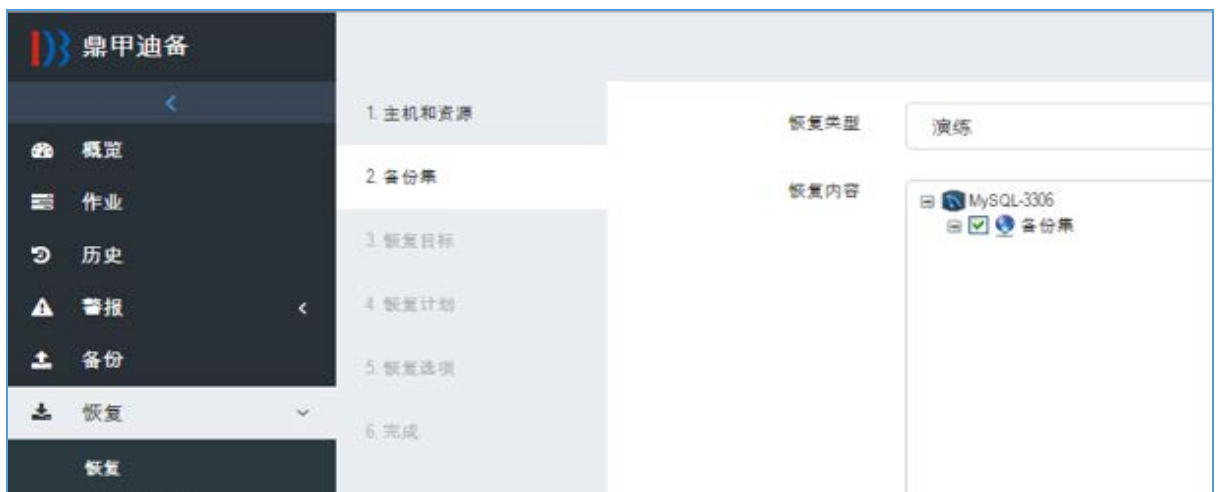 鼎甲迪备
概览
作业
历史
警报
备份
恢复
恢复
1. 主机和资源
2. 备份集
3. 恢复目标
4. 恢复计划
5. 恢复选项
6. 完成
恢复类型
演练
恢复内容
MySQL-3306
备份集